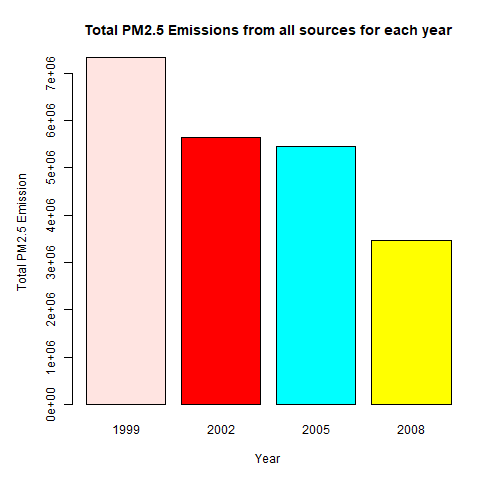 Total PM2.5 Emissions from all sources for each year
Total PM2.5 Emission
7e+06
6e+06
5e+06
4e+06
3e+06
2e+06
1e+06
0e+00
1999 2002 2005 2008
Year